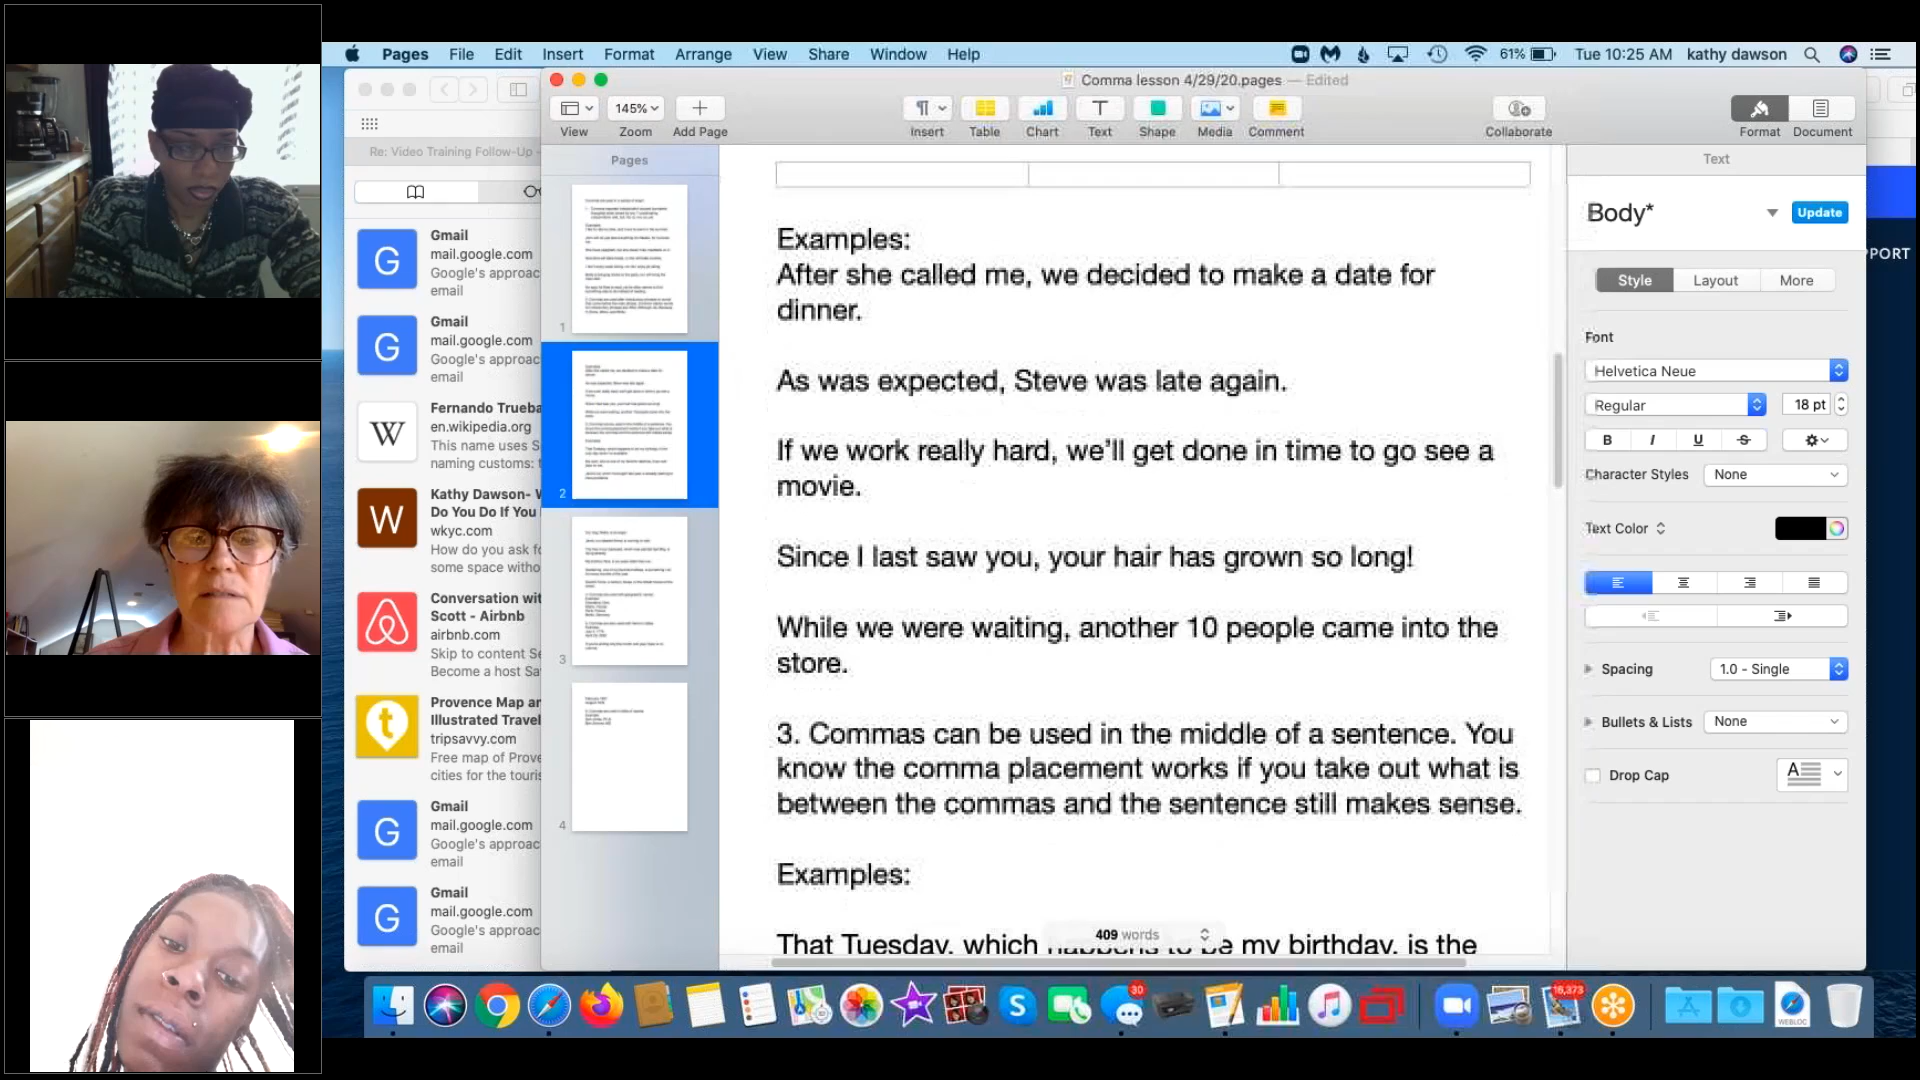 Pages File Edit Insert Format Arrange View Share Window Help
61% Tue 10:25 AM kathy dawson
Comma lesson 4/29/20.pages — Edited
145%
View Zoom Add Page Insert Table Chart Text Shape Media Comment Collaborate Format Document
Re: Video Training Follow-Up -
Gmail
mail.google.com
Google's approac
email
Gmail
mail.google.com
Google's approac
email
Fernando Trueba
en.wikipedia.org
This name uses S
naming customs:
Kathy Dawson- W
Do You Do If You
wkyc.com
How do you ask fo
some space witho
Conversation wit
Scott - Airbnb
airbnb.com
Skip to content Se
Become a host Sa
Provence Map an
Illustrated Travel
tripsavvy.com
Free map of Prove
cities for the touris
Gmail
mail.google.com
Google's approac
email
Gmail
mail.google.com
Google's approac
email
Pages
1
2
3
4
Examples:
After she called me, we decided to make a date for
dinner.
As was expected, Steve was late again.
If we work really hard, we'll get done in time to go see a
movie.
Since I last saw you, your hair has grown so long!
While we were waiting, another 10 people came into the
store.
3. Commas can be used in the middle of a sentence. You
know the comma placement works if you take out what is
between the commas and the sentence still makes sense.
Examples:
That Tuesday, which happens to be my birthday, is the
409 words
Text
Body*
Update
Style Layout More
Font
Helvetica Neue
Regular 18 pt
B I U S
Character Styles None
Text Color
Spacing 1.0 - Single
Bullets & Lists None
Drop Cap
PPORT
30
WEBLOC